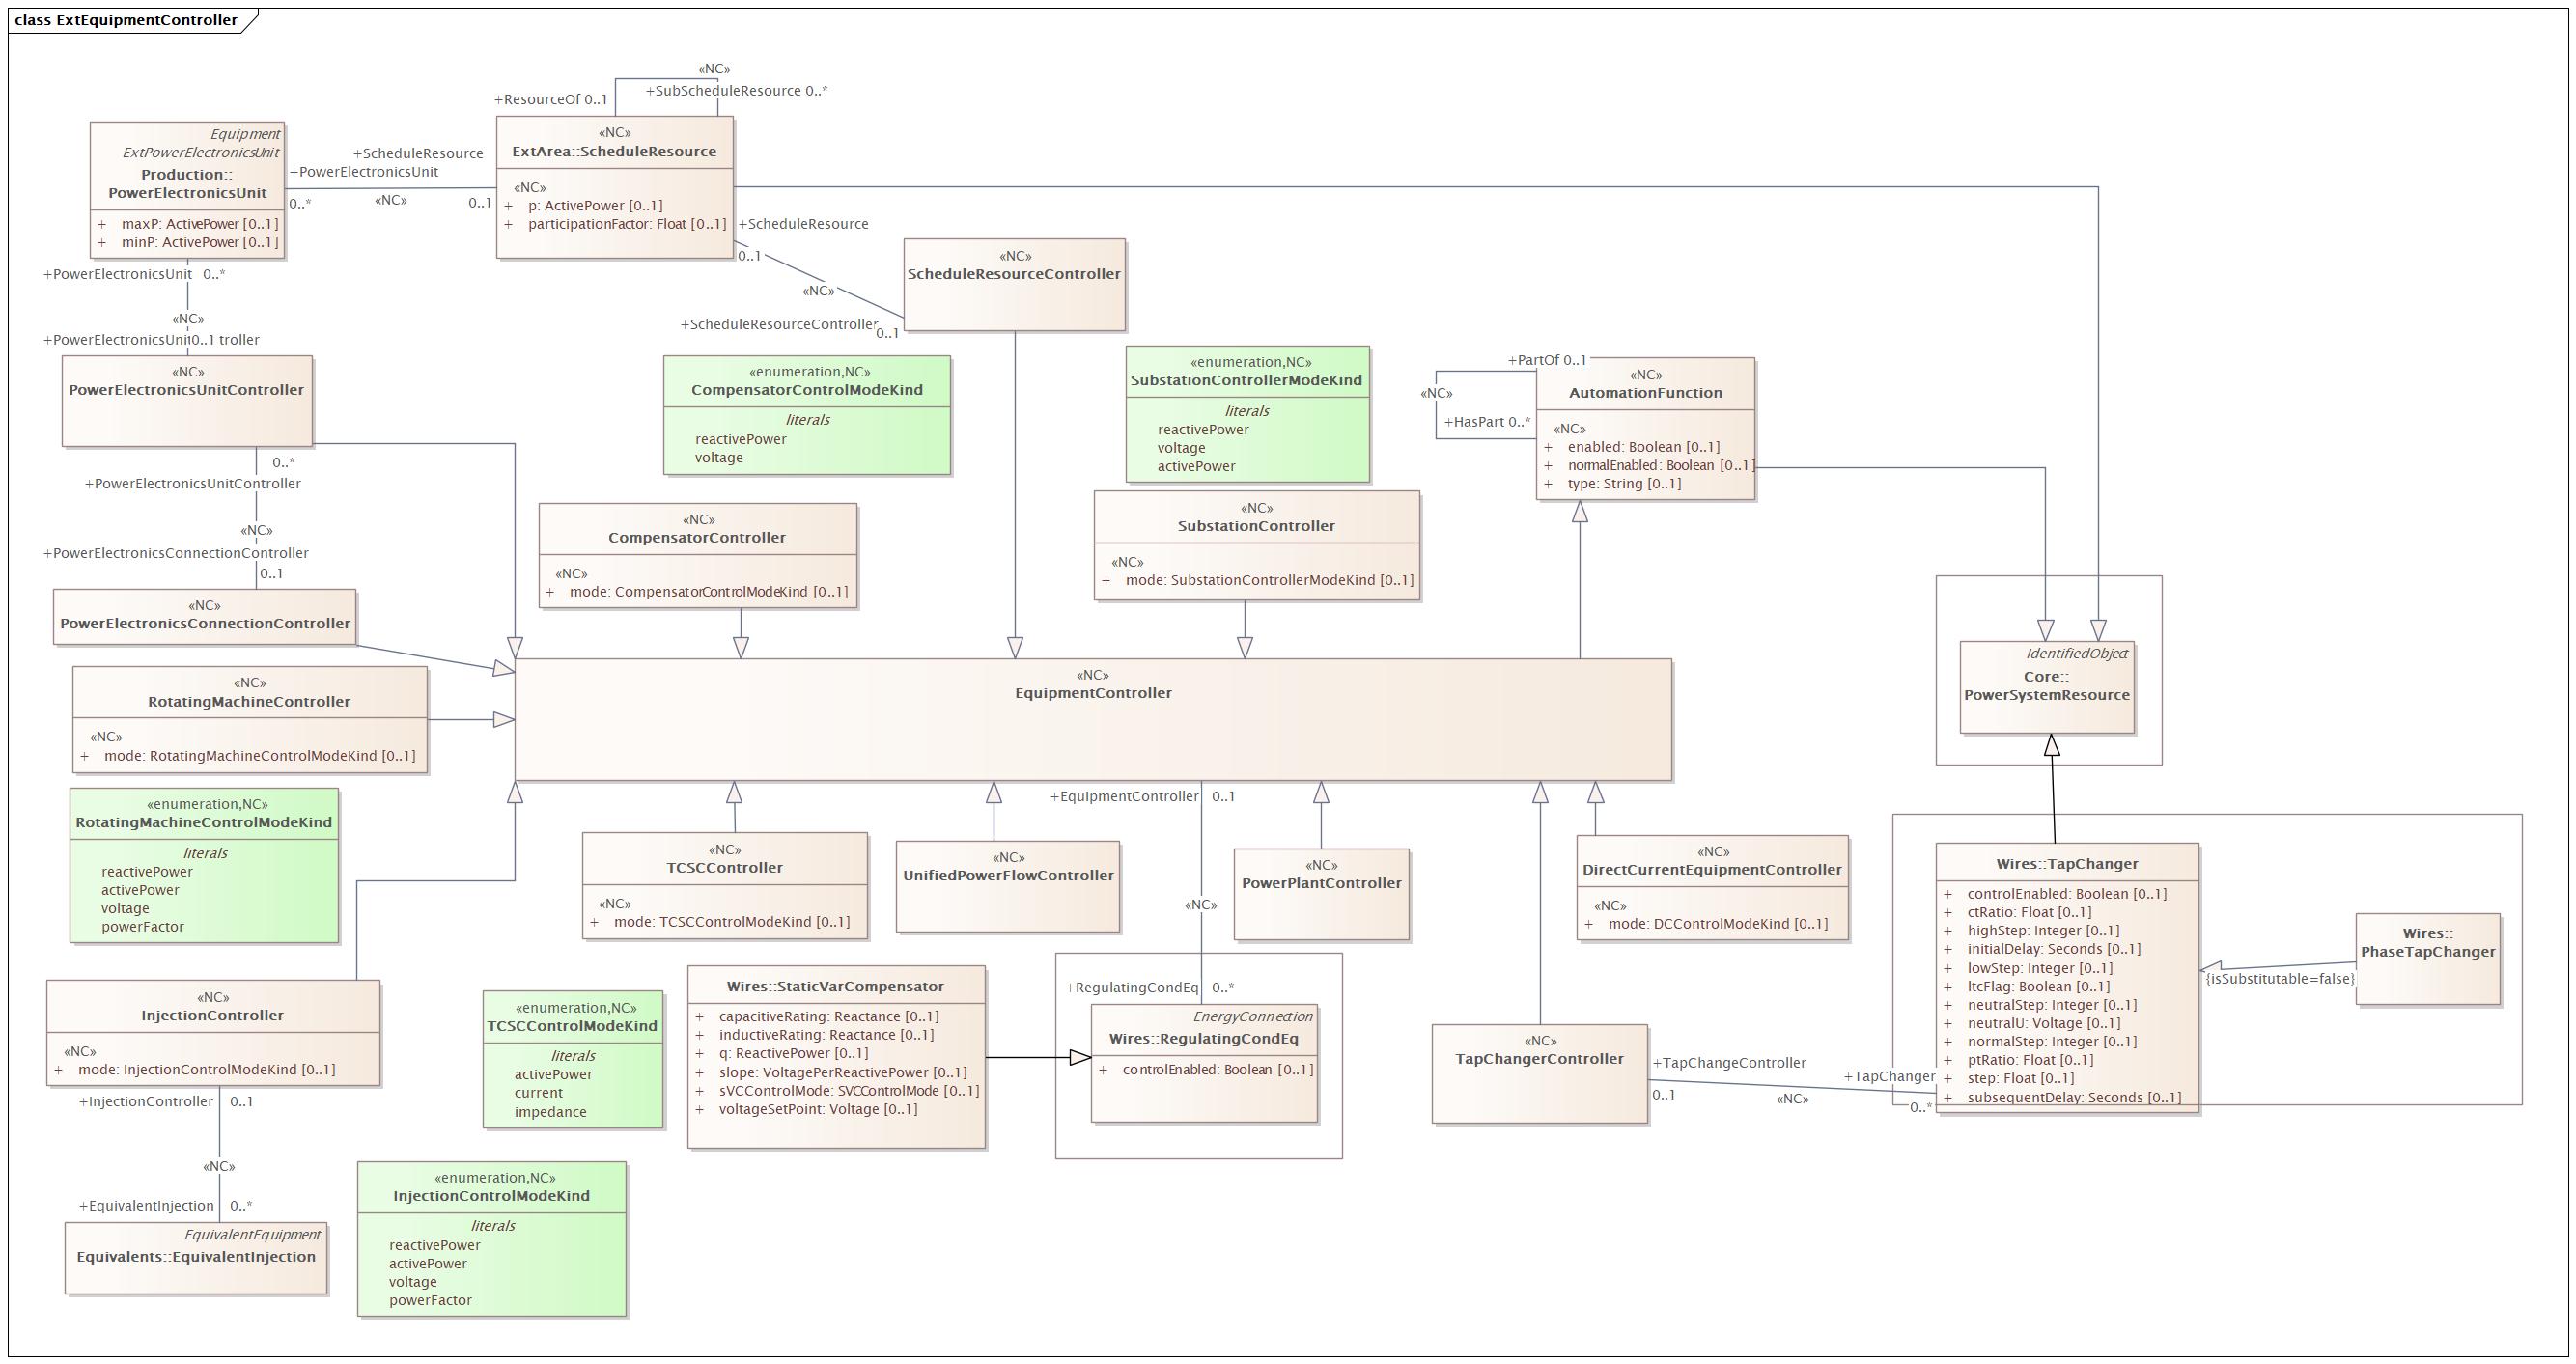 class ExtEquipmentController
«NC»
+ResourceOf 0..1
+SubScheduleResource 0..*
Equipment
ExtPowerElectronicsUnit
Production::
PowerElectronicsUnit
+ maxP: ActivePower [0..1]
+ minP: ActivePower [0..1]
+ScheduleResource
+PowerElectronicsUnit
0..*
«NC»
0..1
«NC»
ExtArea::ScheduleResource
«NC»
+ p: ActivePower [0..1]
+ participationFactor: Float [0..1]
+ScheduleResource
0..1
«NC»
+ScheduleResourceController
0..1
«NC»
ScheduleResourceController
+PowerElectronicsUnit 0..*
«NC»
+PowerElectronicsUnit
0..1 troller
«NC»
PowerElectronicsUnitController
0..*
+PowerElectronicsUnitController
«NC»
+PowerElectronicsConnectionController
0..1
«NC»
PowerElectronicsConnectionController
«enumeration,NC»
CompensatorControlModeKind
literals
reactivePower
voltage
«enumeration,NC»
SubstationControllerModeKind
literals
reactivePower
voltage
activePower
+PartOf 0..1
«NC»
+HasPart 0..*
«NC»
AutomationFunction
«NC»
+ enabled: Boolean [0..1]
+ normalEnabled: Boolean [0..1]
+ type: String [0..1]
«NC»
CompensatorController
«NC»
+ mode: CompensatorControlModeKind [0..1]
«NC»
SubstationController
«NC»
+ mode: SubstationControllerModeKind [0..1]
«NC»
EquipmentController
IdentifiedObject
Core::
PowerSystemResource
«NC»
RotatingMachineController
«NC»
+ mode: RotatingMachineControlModeKind [0..1]
«enumeration,NC»
RotatingMachineControlModeKind
literals
reactivePower
activePower
voltage
powerFactor
«NC»
TCSCController
«NC»
+ mode: TCSCControlModeKind [0..1]
«NC»
UnifiedPowerFlowController
+EquipmentController 0..1
«NC»
+RegulatingCondEq 0..*
«NC»
PowerPlantController
«NC»
DirectCurrentEquipmentController
«NC»
+ mode: DCControlModeKind [0..1]
Wires::TapChanger
+ controlEnabled: Boolean [0..1]
+ ctRatio: Float [0..1]
+ highStep: Integer [0..1]
+ initialDelay: Seconds [0..1]
+ lowStep: Integer [0..1]
+ ltcFlag: Boolean [0..1]
+ neutralStep: Integer [0..1]
+ neutralU: Voltage [0..1]
+ normalStep: Integer [0..1]
+ ptRatio: Float [0..1]
+ step: Float [0..1]
+ subsequentDelay: Seconds [0..1]
Wires::
PhaseTapChanger
{isSubstitutable=false}
«NC»
InjectionController
«NC»
+ mode: InjectionControlModeKind [0..1]
+InjectionController 0..1
«NC»
+EquivalentInjection 0..*
EquivalentEquipment
Equivalents::EquivalentInjection
«enumeration,NC»
TCSCControlModeKind
literals
activePower
current
impedance
Wires::StaticVarCompensator
+ capacitiveRating: Reactance [0..1]
+ inductiveRating: Reactance [0..1]
+ q: ReactivePower [0..1]
+ slope: VoltagePerReactivePower [0..1]
+ sVCControlMode: SVCControlMode [0..1]
+ voltageSetPoint: Voltage [0..1]
EnergyConnection
Wires::RegulatingCondEq
+ controlEnabled: Boolean [0..1]
«NC»
TapChangerController
+TapChangeController
0..1
«NC»
+TapChanger
0..*
«enumeration,NC»
InjectionControlModeKind
literals
reactivePower
activePower
voltage
powerFactor